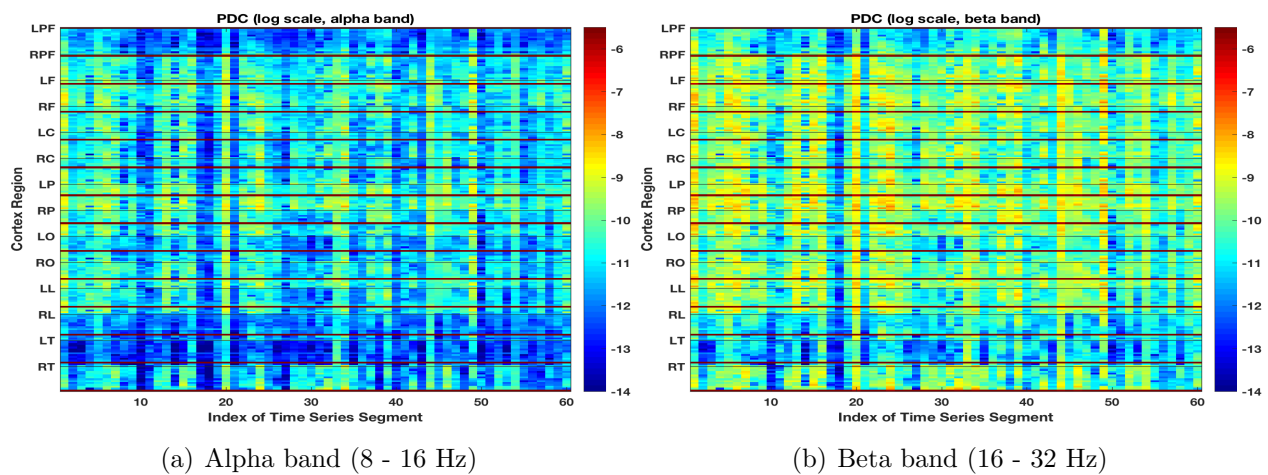 PDC (log scale, alpha band)
Cortex Region
LPF
RPF
LF
RF
LC
RC
LP
RP
LO
RO
LL
RL
LT
RT
10 20 30 40 50 60
Index of Time Series Segment
-6
-7
-8
-9
-10
-11
-12
-13
-14
(a) Alpha band (8 - 16 Hz)
PDC (log scale, beta band)
Cortex Region
LPF
RPF
LF
RF
LC
RC
LP
RP
LO
RO
LL
RL
LT
RT
10 20 30 40 50 60
Index of Time Series Segment
-6
-7
-8
-9
-10
-11
-12
-13
-14
(b) Beta band (16 - 32 Hz)